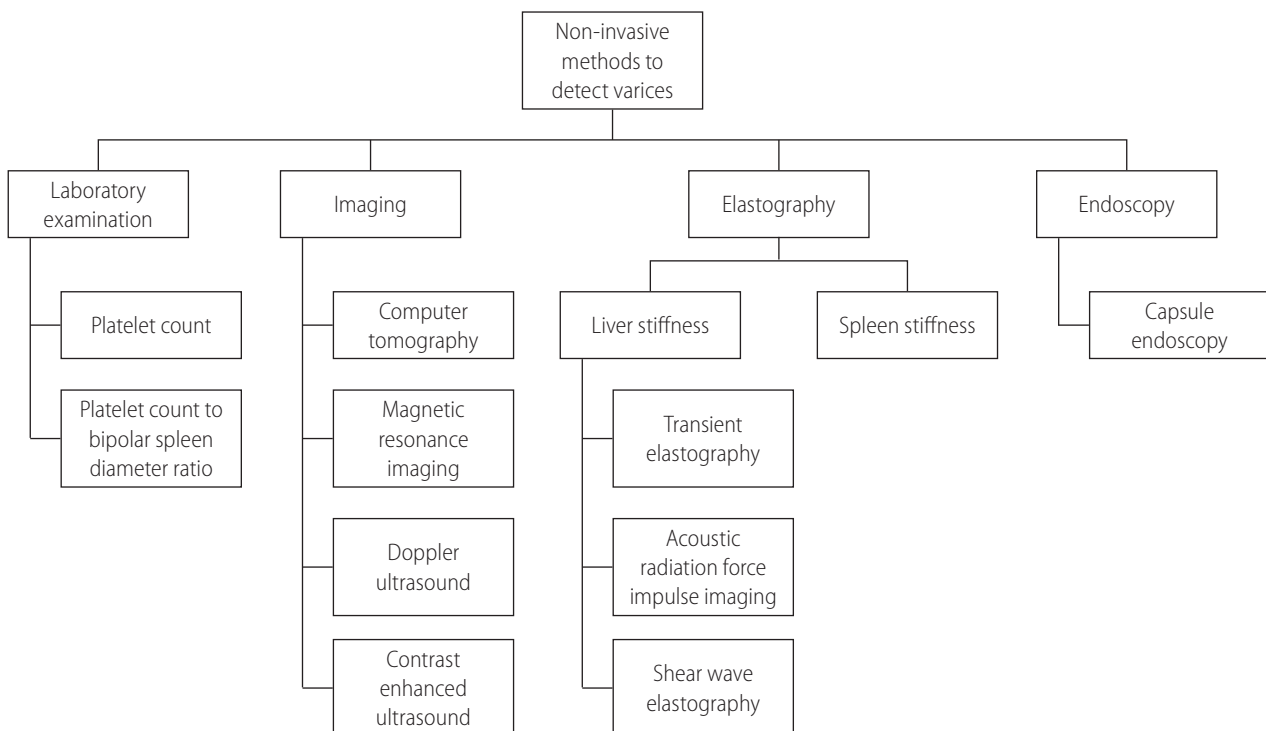 Non-invasive
methods to
detect varices
Laboratory
examination
Imaging
Elastography
Endoscopy
Platelet count
Computer
tomography
Liver stiffness
Spleen stiffness
Capsule
endoscopy
Platelet count to
bipolar spleen
diameter ratio
Magnetic
resonance
imaging
Transient
elastography
Doppler
ultrasound
Acoustic
radiation force
impulse imaging
Contrast
enhanced
ultrasound
Shear wave
elastography